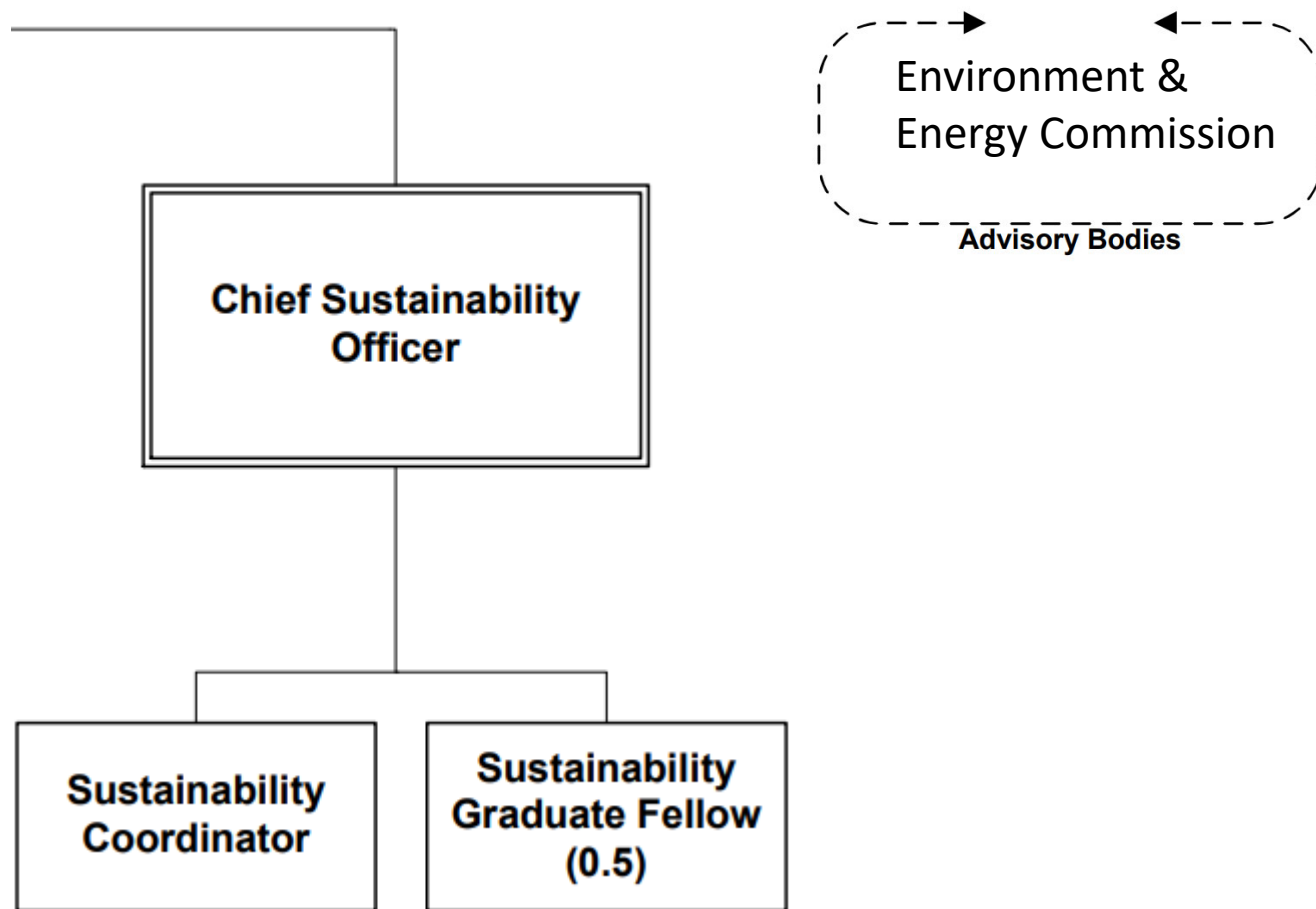 Environment &
Energy Commission
Advisory Bodies
Chief Sustainability
Officer
Sustainability
Coordinator
Sustainability
Graduate Fellow
(0.5)